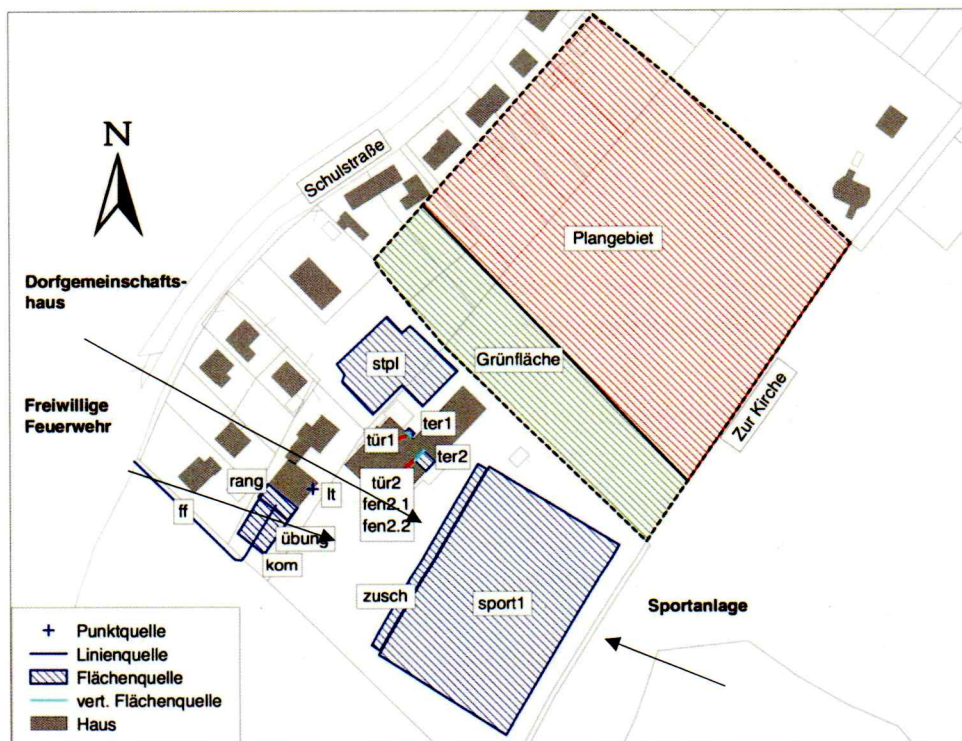 N
Schulstraße
Plangebiet
Dorfgemeinschafts-
haus
Grünfläche
stpl
Zur Kirche
Freiwillige
Feuerwehr
ter1
tür1
ter2
rang
tür2
fen2.1
fen2.2
lt
ff
übung
kom
zusch
sport1
Sportanlage
Punktquelle
Linienquelle
Flächenquelle
vert. Flächenquelle
Haus